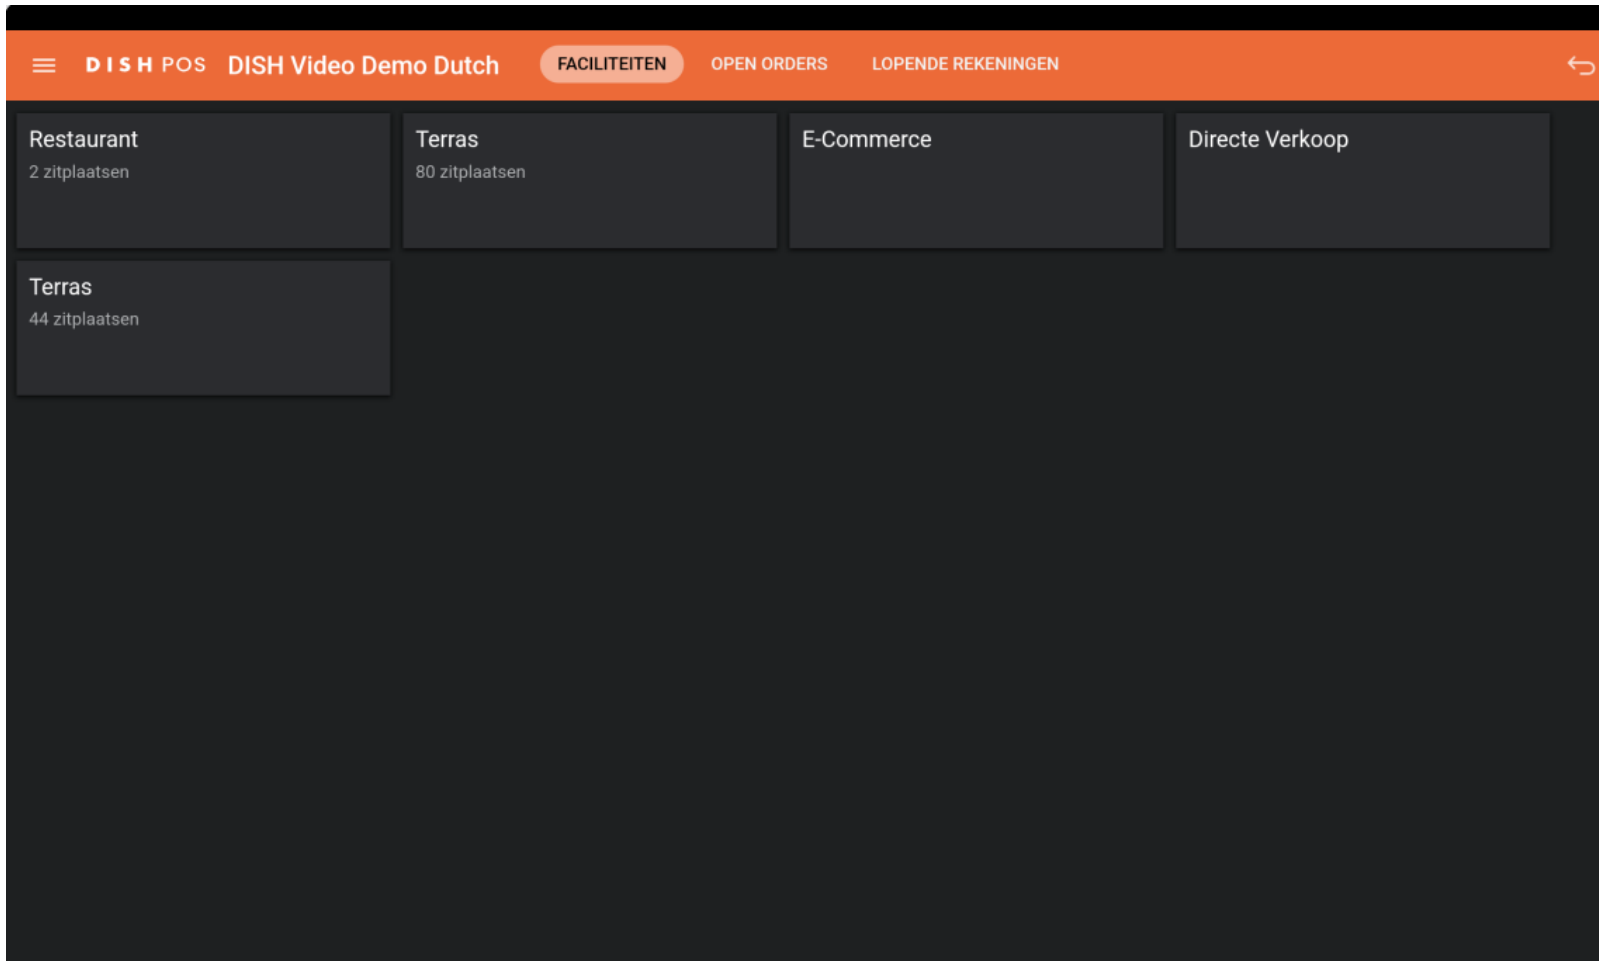 DISH POS DISH Video Demo Dutch FACILITEITEN OPEN ORDERS LOPENDE REKENINGEN
Restaurant
2 zitplaatsen
Terras
80 zitplaatsen
E-Commerce
Directe Verkoop
Terras
44 zitplaatsen